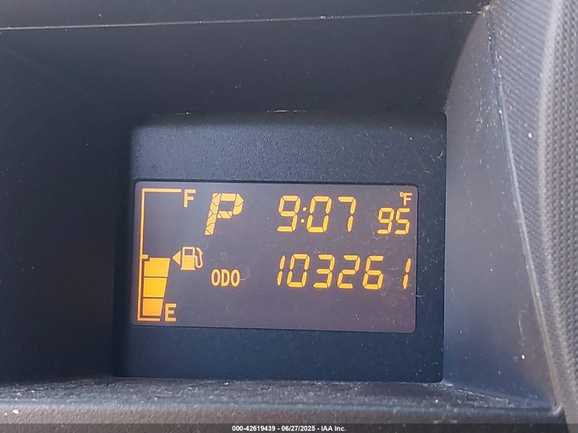 F P 9:07 °F 95
ODO 103261
E
000-42619439 - 06/27/2025 - IAA Inc.